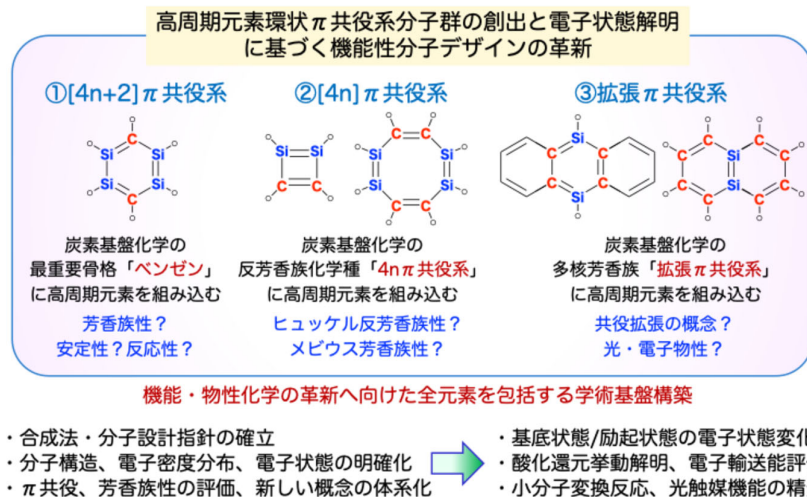 高周期元素環状π共役系分子群の創出と電子状態解明
に基づく機能性分子デザインの革新
①[4n+2]π共役系
②[4n]π共役系
③拡張π共役系
C
Si
Si
Si
Si
C
Si Si
C C
C C
Si Si
Si Si
C C
Si
C C
C C
Si
C C
C Si C
C Si C
C C
炭素基盤化学の
最重要骨格「ベンゼン」
に高周期元素を組み込む
芳香族性?
安定性?反応性?
炭素基盤化学の
反芳香族化学種「4nπ共役系」
に高周期元素を組み込む
ヒュッケル反芳香族性?
メビウス芳香族性?
炭素基盤化学の
多核芳香族「拡張π共役系」
に高周期元素を組み込む
共役拡張の概念?
光・電子物性?
機能・物性化学の革新へ向けた全元素を包括する学術基盤構築
・合成法・分子設計指針の確立
・分子構造、電子密度分布、電子状態の明確化
・π共役、芳香族性の評価、新しい概念の体系化
・基底状態/励起状態の電子状態変化
・酸化還元挙動解明、電子輸送能評
・小分子変換反応、光触媒機能の精